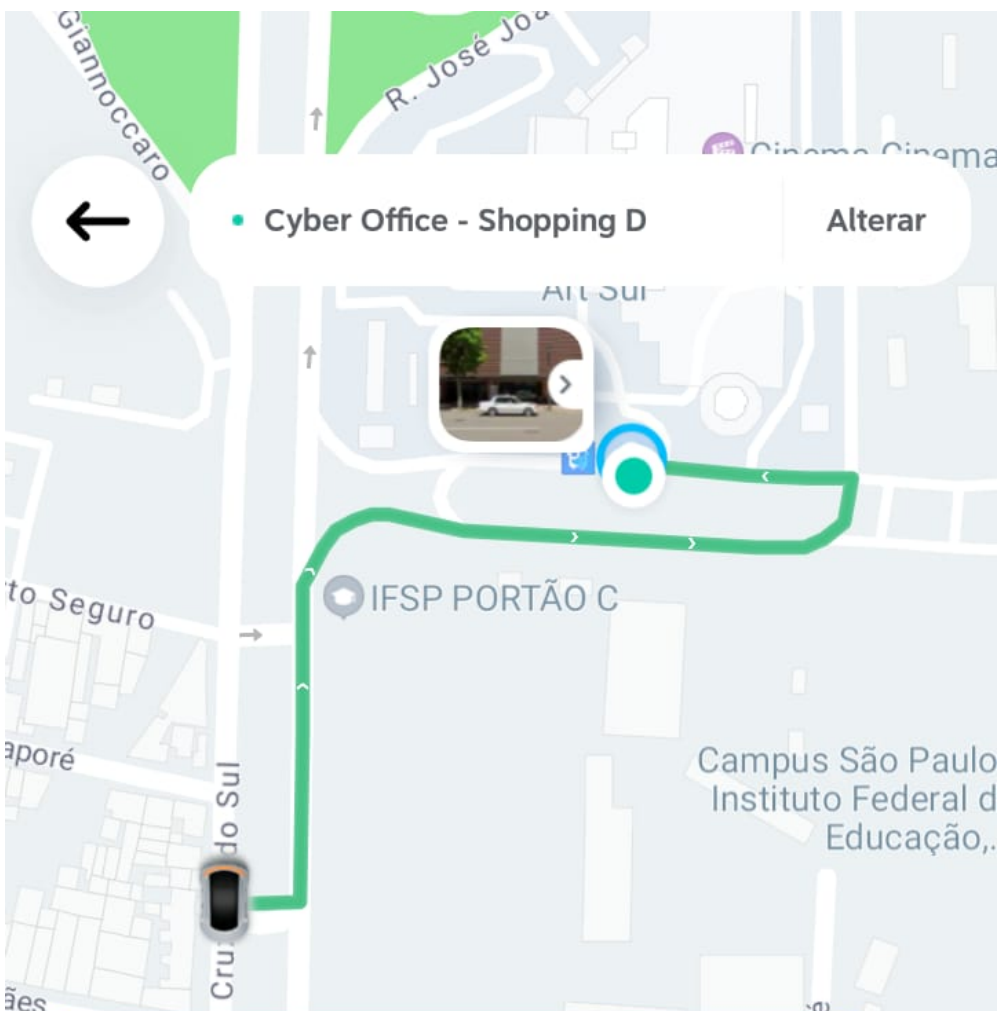 Giannoccaro
R. José Joa
Cinema Cinema
Cyber Office - Shopping D
Alterar
Art Sul
IFSP PORTÃO C
to Seguro
aporé
Campus São Paulo
Instituto Federal d
Educação,.
do Sul
Cru
ães